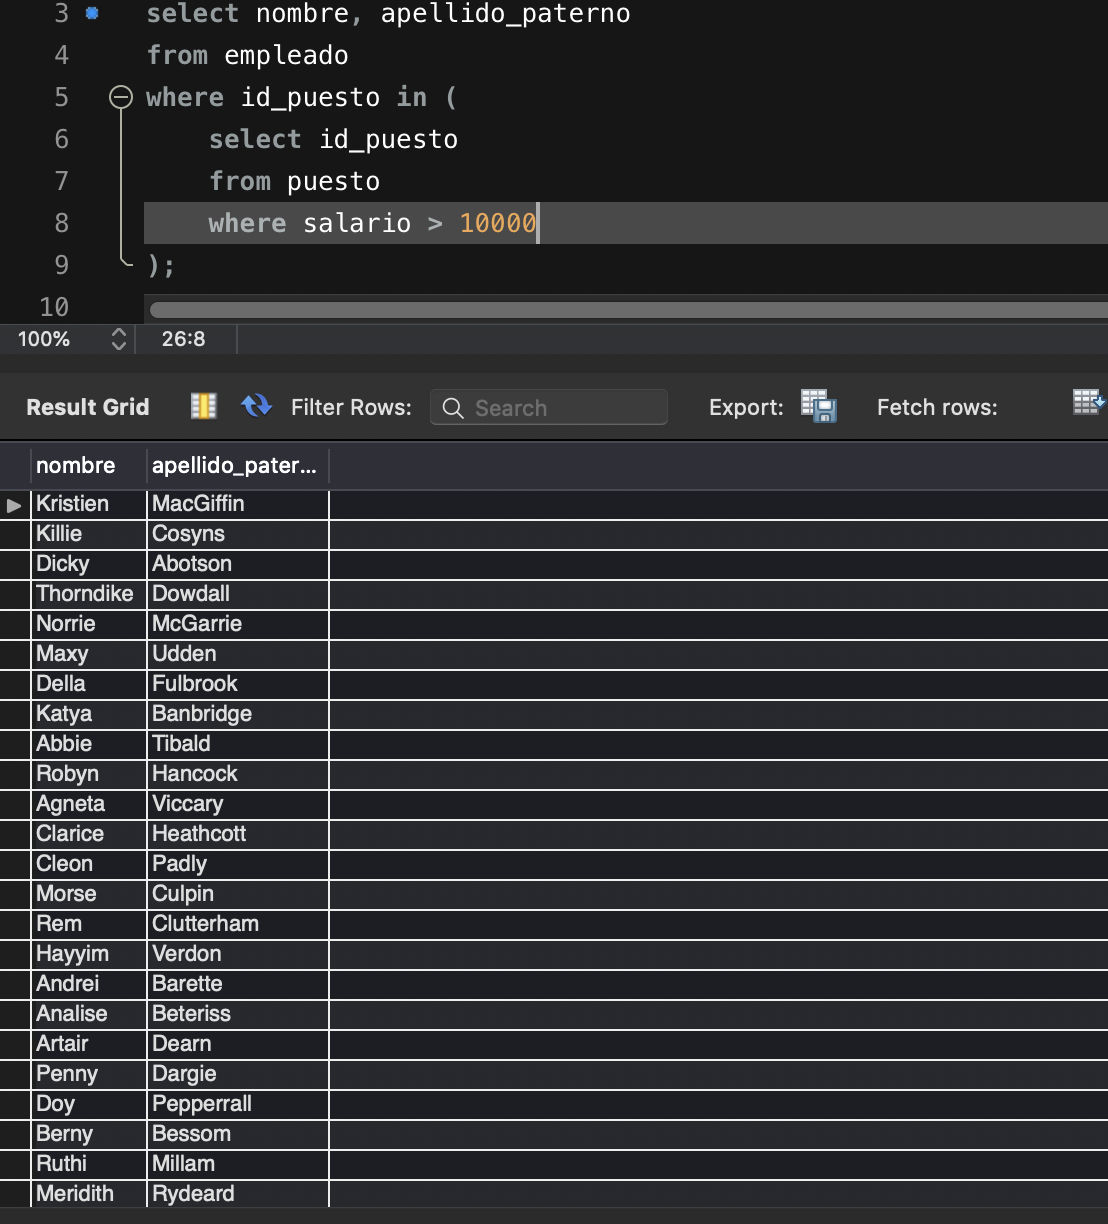 3 select nombre, apellido_paterno
4 from empleado
5 where id_puesto in (
6 select id_puesto
7 from puesto
8 where salario > 10000
9 );
10
100% 26:8
Result Grid Filter Rows: Search Export: Fetch rows:
nombre apellido_pater...
Kristien MacGiffin
Killie Cosyns
Dicky Abotson
Thorndike Dowdall
Norrie McGarrie
Maxy Udden
Della Fulbrook
Katya Banbridge
Abbie Tibald
Robyn Hancock
Agneta Viccary
Clarice Heathcott
Cleon Padly
Morse Culpin
Rem Clutterham
Hayyim Verdon
Andrei Barette
Analise Beteriss
Artair Dearn
Penny Dargie
Doy Pepperrall
Berny Bessom
Ruthi Millam
Meridith Rydeard